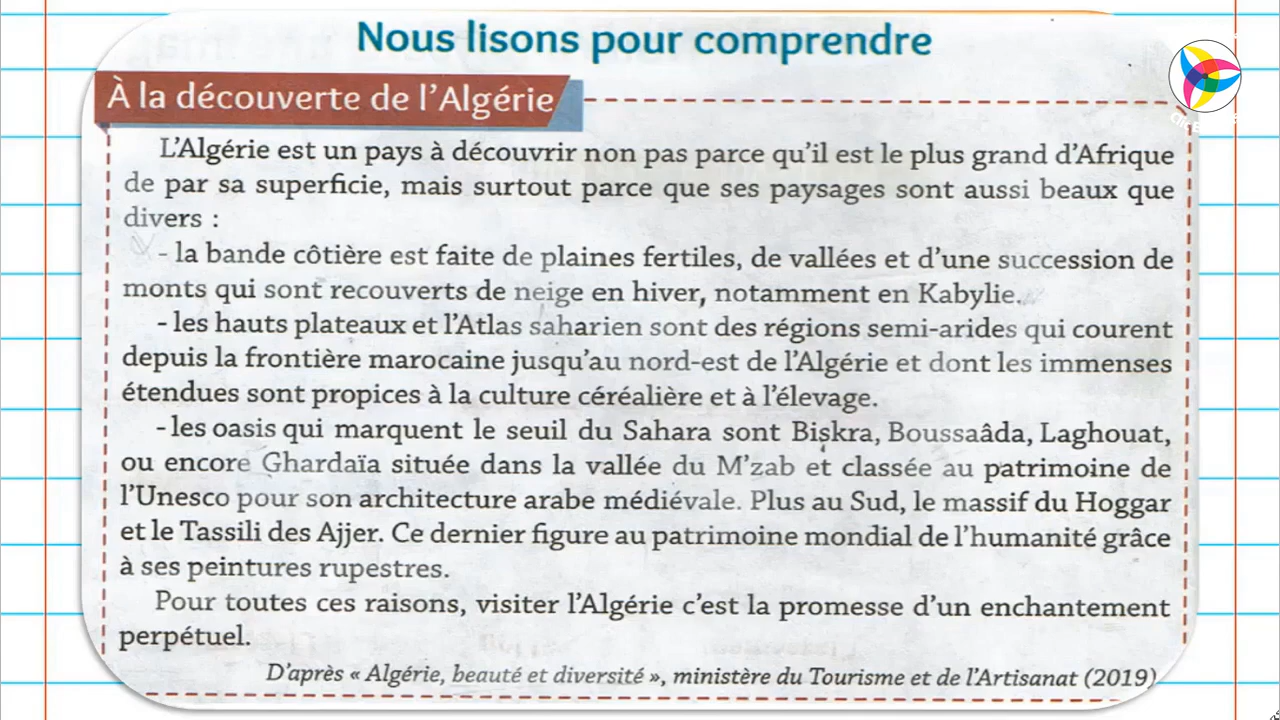 Nous lisons pour comprendre
À la découverte de l'Algérie
L'Algérie est un pays à découvrir non pas parce qu'il est le plus grand d'Afrique
de par sa superficie, mais surtout parce que ses paysages sont aussi beaux que
divers :
- la bande côtière est faite de plaines fertiles, de vallées et d'une succession de
monts qui sont recouverts de neige en hiver, notamment en Kabylie.
- les hauts plateaux et l'Atlas saharien sont des régions semi-arides qui courent
depuis la frontière marocaine jusqu'au nord-est de l'Algérie et dont les immenses
étendues sont propices à la culture céréalière et à l'élevage.
- les oasis qui marquent le seuil du Sahara sont Biskra, Boussaâda, Laghouat,
ou encore Ghardaïa située dans la vallée du M'zab et classée au patrimoine de
l'Unesco pour son architecture arabe médiévale. Plus au Sud, le massif du Hoggar
et le Tassili des Ajjer. Ce dernier figure au patrimoine mondial de l'humanité grâce
à ses peintures rupestres.
Pour toutes ces raisons, visiter l'Algérie c'est la promesse d'un enchantement
perpétuel.
D'après « Algérie, beauté et diversité », ministère du Tourisme et de l'Artisanat (2019)